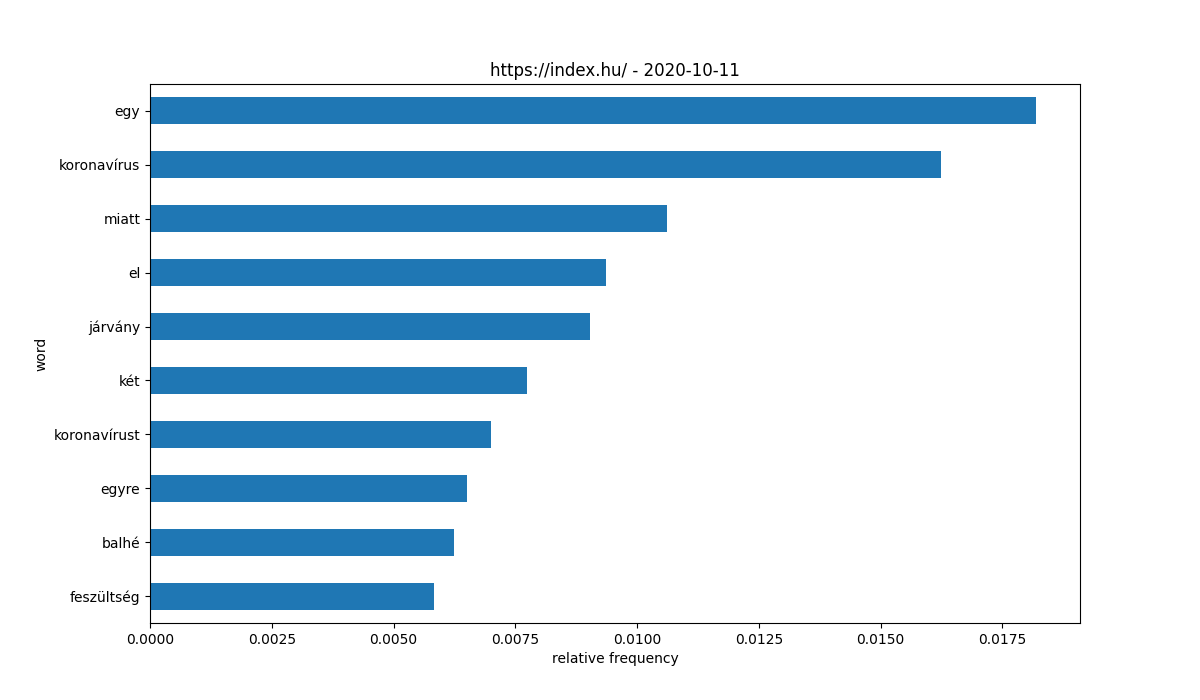 https://index.hu/ - 2020-10-11
word
egy
koronavírus
miatt
el
járvány
két
koronavírust
egyre
balhé
feszültség
0.0000 0.0025 0.0050 0.0075 0.0100 0.0125 0.0150 0.0175
relative frequency